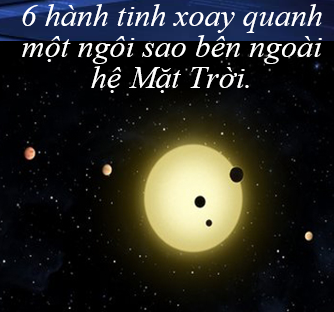 6 hành tinh xoay quanh
một ngôi sao bên ngoài
hệ Mặt Trời.